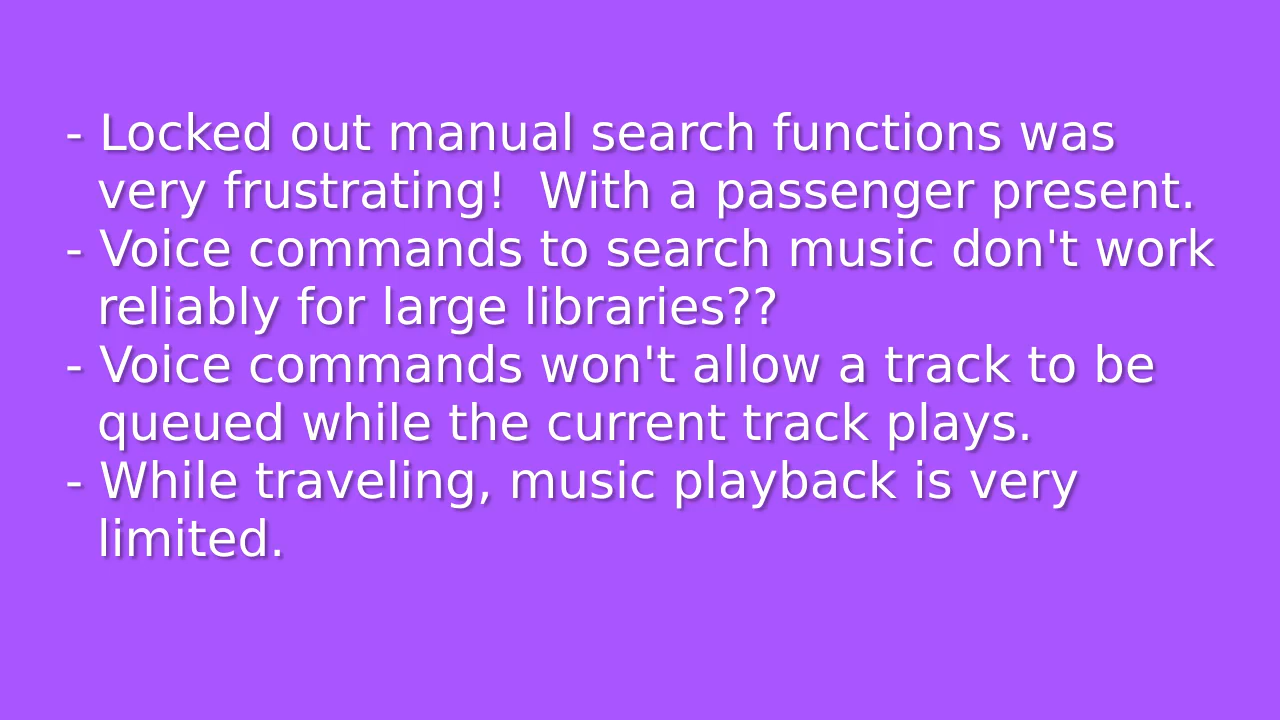 - Locked out manual search functions was
very frustrating!  With a passenger present.
- Voice commands to search music don't work
reliably for large libraries??
- Voice commands won't allow a track to be
queued while the current track plays.
- While traveling, music playback is very
limited.